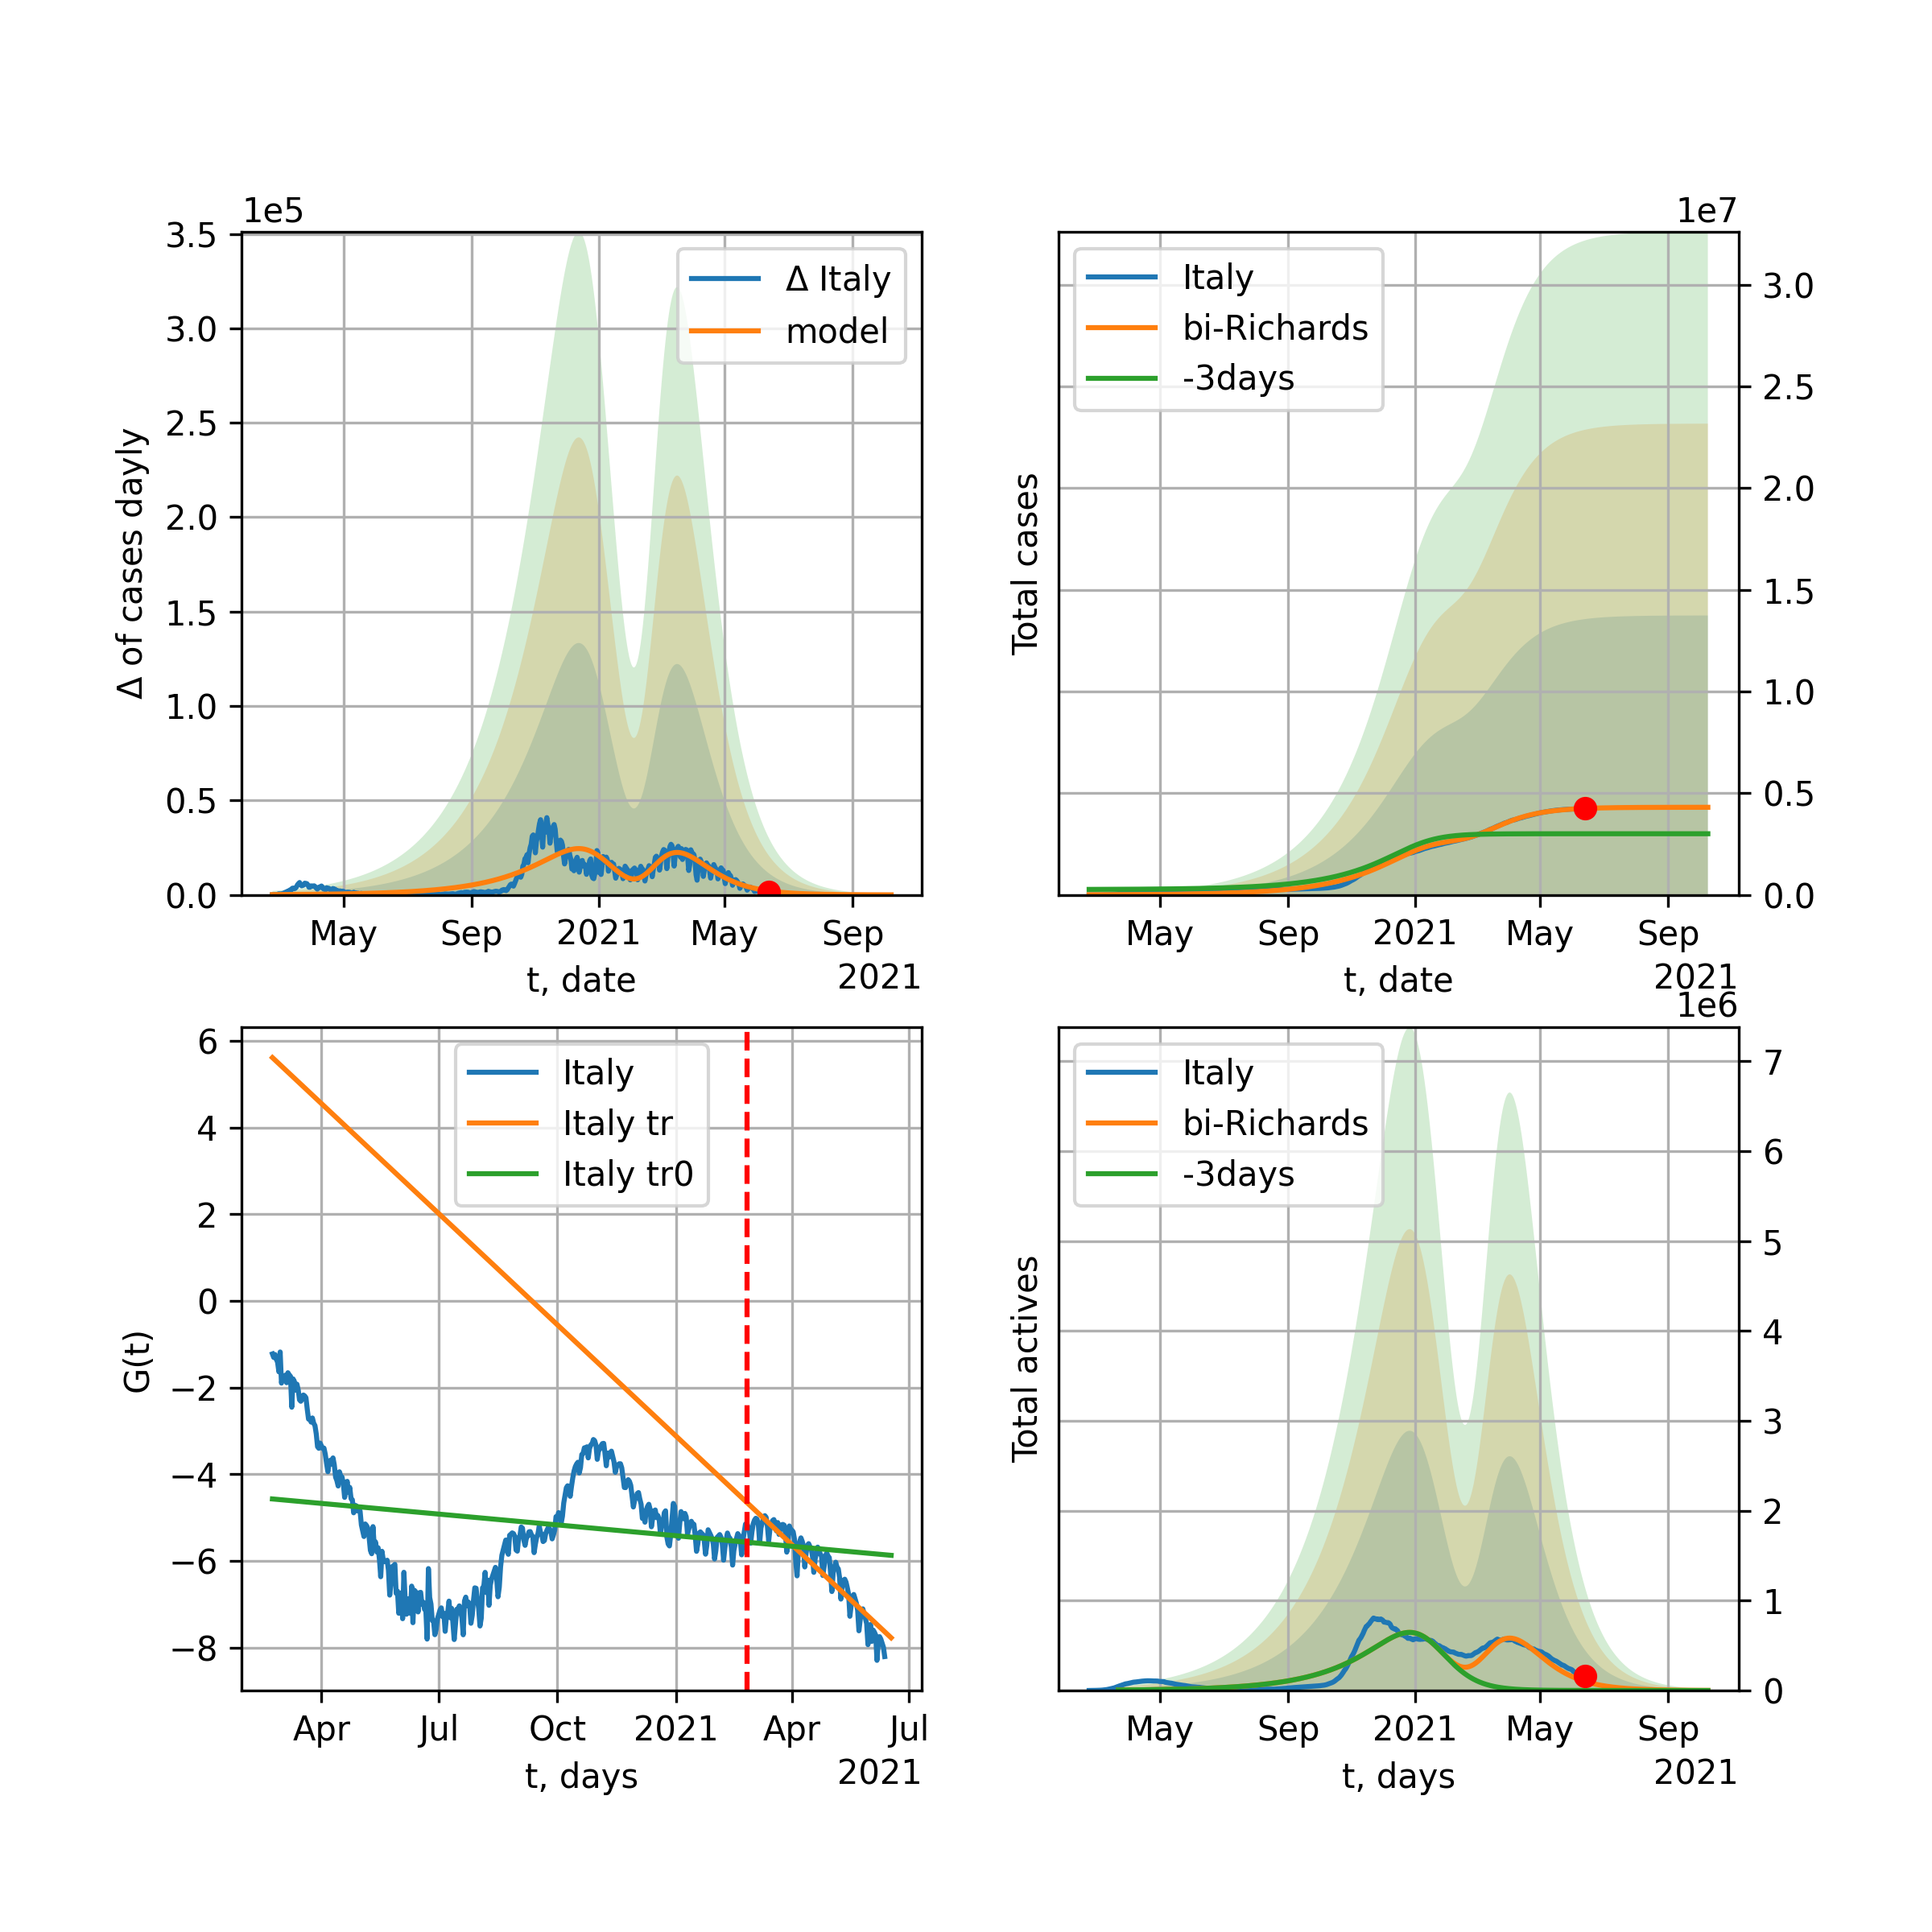 1e5
3.5
3.0
2.5
2.0
1.5
1.0
0.5
0.0
Δ of cases dayly
Δ Italy
model
May
Sep
2021
May
Sep
t, date
2021
1e7
Total cases
Italy
bi-Richards
-3days
3.0
2.5
2.0
1.5
1.0
0.5
0.0
May
Sep
2021
May
Sep
t, date
2021
6
4
2
0
−2
−4
−6
−8
G(t)
Italy
Italy tr
Italy tr0
Apr
Jul
Oct
2021
Apr
Jul
t, days
2021
1e6
Total actives
Italy
bi-Richards
-3days
7
6
5
4
3
2
1
0
May
Sep
2021
May
Sep
t, days
2021